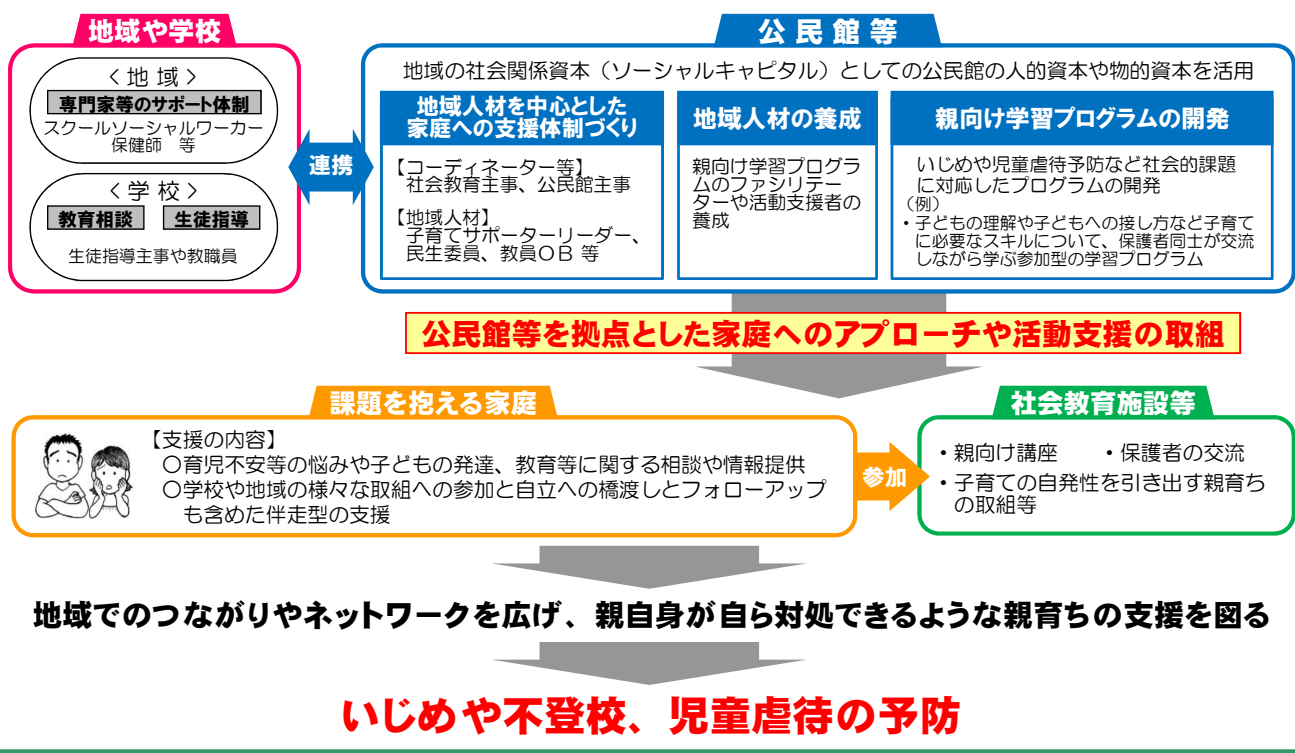 地域や学校
＜地 域＞
専門家等のサポート体制
スクールソーシャルワーカー
保健師　等
＜学 校＞
教育相談　生徒指導
生徒指導主事や教職員
連携
公 民 館 等
地域の社会関係資本（ソーシャルキャピタル）としての公民館の人的資本や物的資本を活用
地域人材を中心とした
家庭への支援体制づくり
【コーディネーター等】
社会教育主事、公民館主事
【地域人材】
子育てサポーターリーダー、
民生委員、教員ＯＢ 等
地域人材の養成
親向け学習プログラ
ムのファシリテー
ターや活動支援者の
養成
親向け学習プログラムの開発
いじめや児童虐待予防など社会的課題
に対応したプログラムの開発
（例）
・子どもの理解や子どもへの接し方など子育て
に必要なスキルについて、保護者同士が交流
しながら学ぶ参加型の学習プログラム
公民館等を拠点とした家庭へのアプローチや活動支援の取組
課題を抱える家庭
【支援の内容】
○育児不安等の悩みや子どもの発達、教育等に関する相談や情報提供
○学校や地域の様々な取組への参加と自立への橋渡しとフォローアップ
も含めた伴走型の支援
参加
社会教育施設等
・親向け講座　・保護者の交流
・子育ての自発性を引き出す親育ち
の取組等
地域でのつながりやネットワークを広げ、親自身が自ら対処できるような親育ちの支援を図る
いじめや不登校、児童虐待の予防